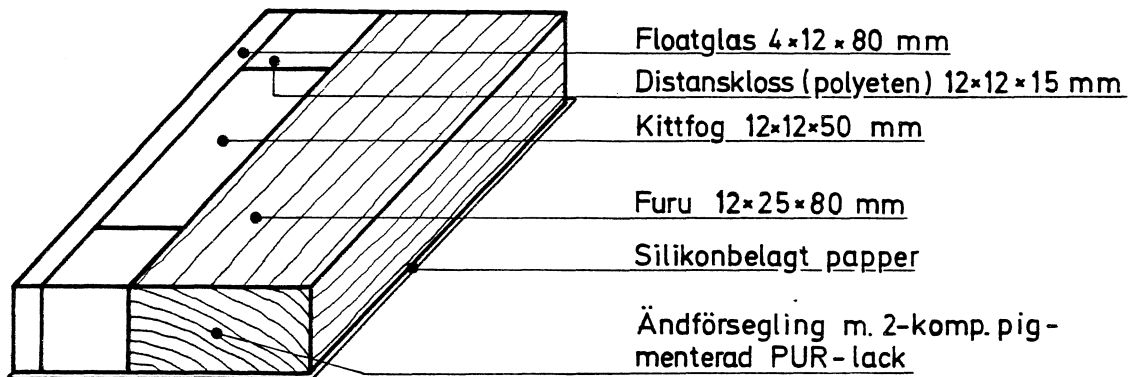 Floatglas 4×12×80 mm
Distanskloss (polyeten) 12×12×15 mm
Kittfog 12×12×50 mm
Furu 12×25×80 mm
Silikonbelagt papper
Ändförsegling m. 2-komp. pig-
menterad PUR-lack